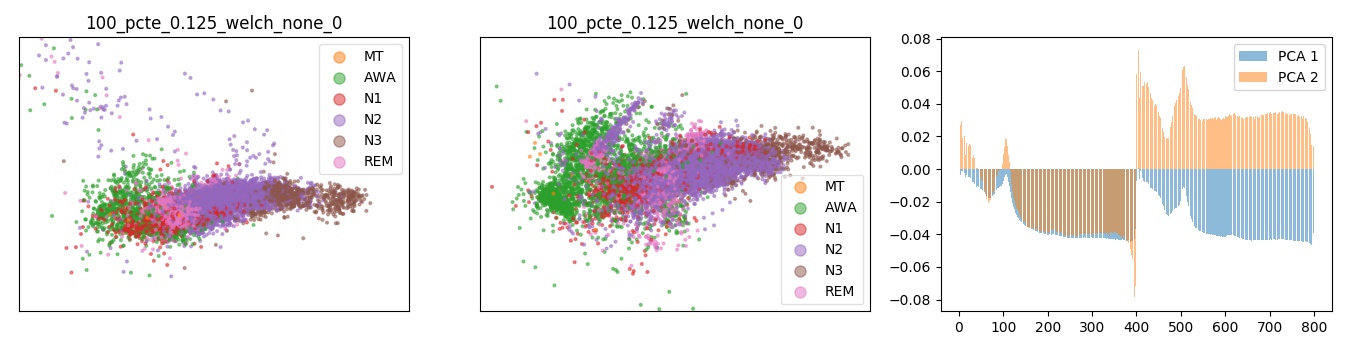 100_pcte_0.125_welch_none_0
MT
AWA
N1
N2
N3
REM
100_pcte_0.125_welch_none_0
MT
AWA
N1
N2
N3
REM
0.08
0.06
0.04
0.02
0.00
−0.02
−0.04
−0.06
−0.08
PCA 1
PCA 2
0 100 200 300 400 500 600 700 800